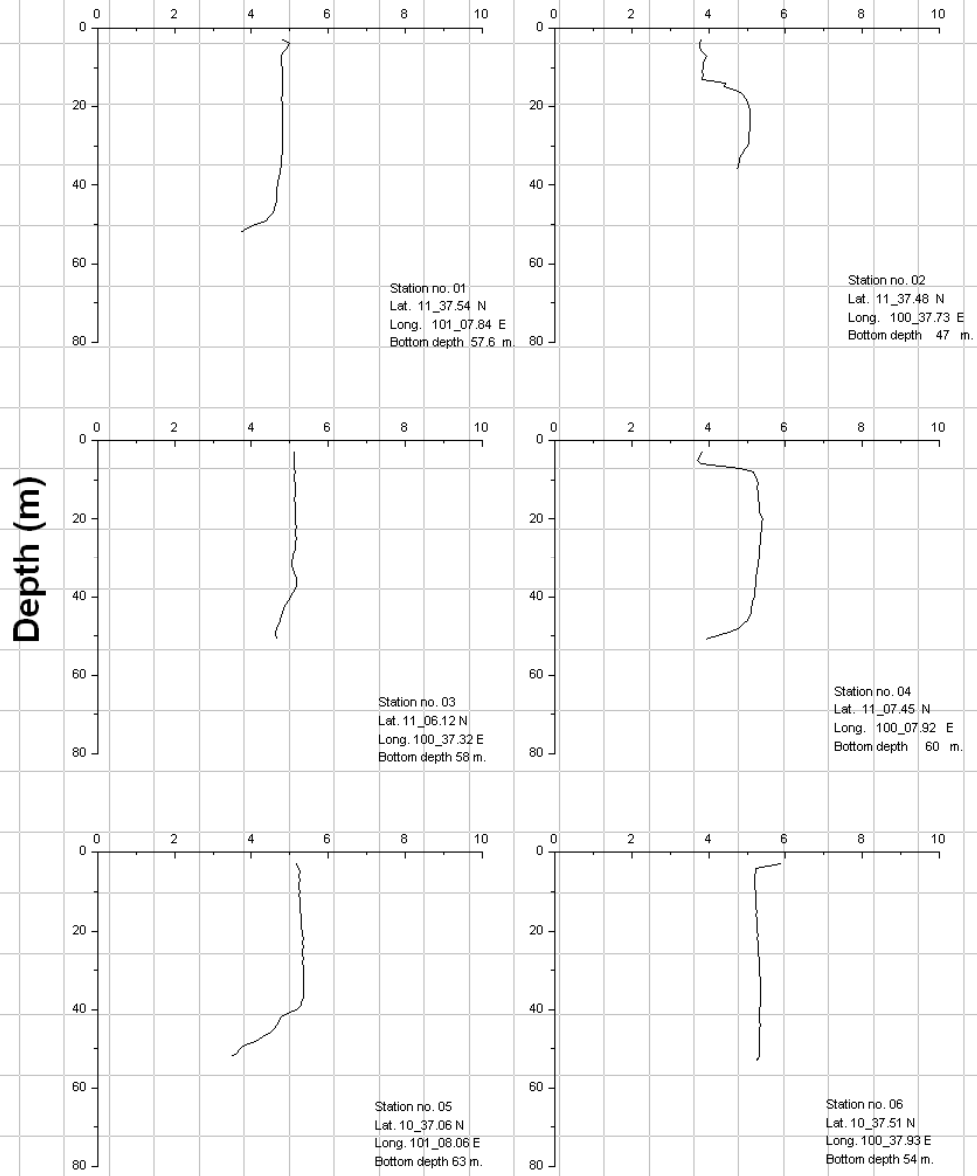 0 2 4 6 8 10
0
20
40
60
80
Station no. 01
Lat. 11_37.54 N
Long. 101_07.84 E
Bottom depth 57.6 m.
0 2 4 6 8 10
0
20
40
60
80
Station no. 02
Lat. 11_37.48 N
Long. 100_37.73 E
Bottom depth 47 m.
Depth (m)
0 2 4 6 8 10
0
20
40
60
80
Station no. 03
Lat. 11_06.12 N
Long. 100_37.32 E
Bottom depth 58 m.
0 2 4 6 8 10
0
20
40
60
80
Station no. 04
Lat. 11_07.45 N
Long. 100_07.92 E
Bottom depth 60 m.
0 2 4 6 8 10
0
20
40
60
80
Station no. 05
Lat. 10_37.06 N
Long. 101_08.06 E
Bottom depth 63 m.
0 2 4 6 8 10
0
20
40
60
80
Station no. 06
Lat. 10_37.51 N
Long. 100_37.93 E
Bottom depth 54 m.